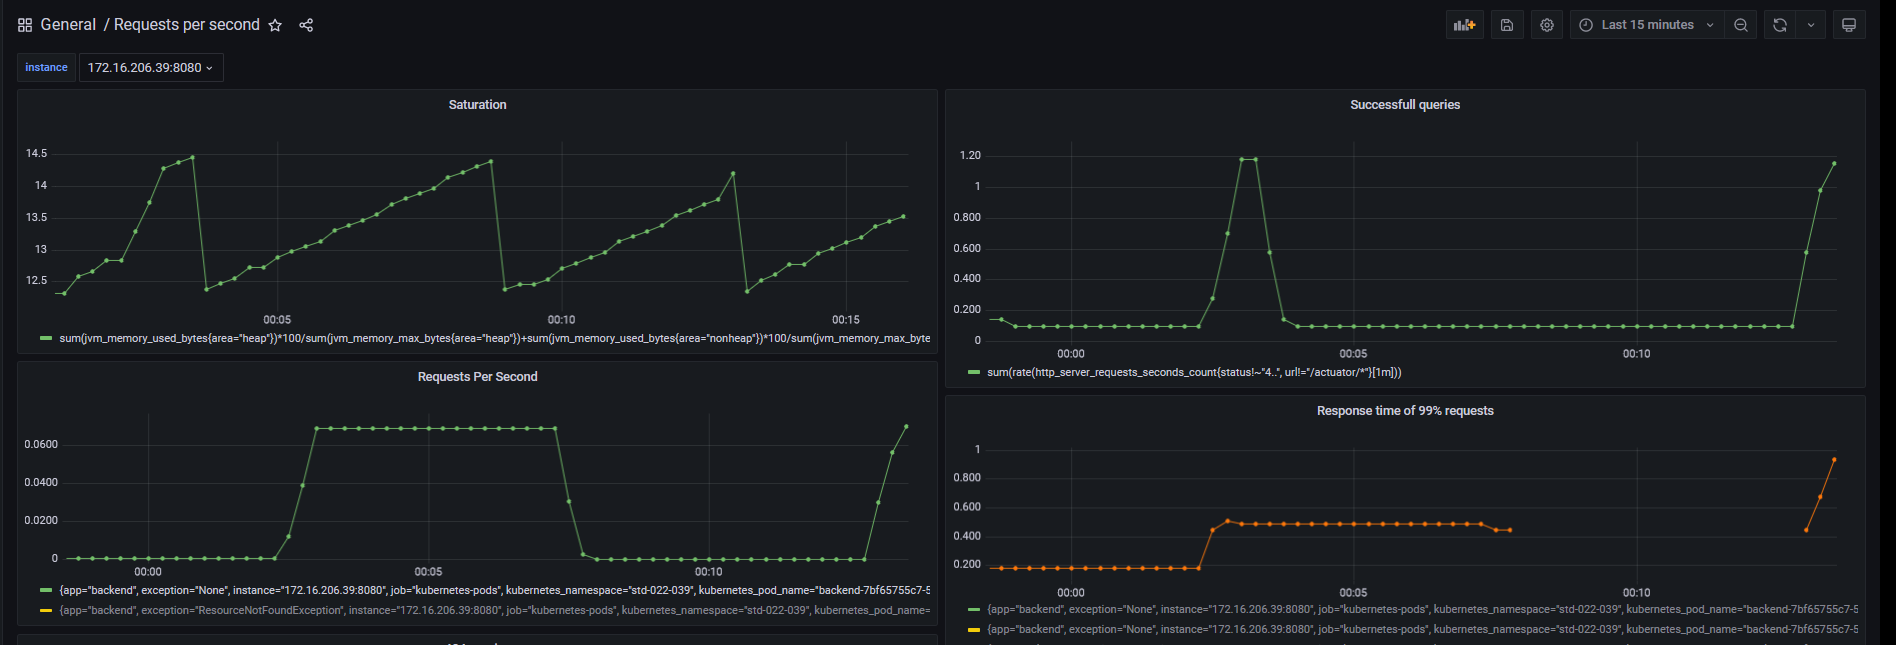 General / Requests per second
Last 15 minutes
instance
172.16.206.39:8080
Saturation
14.5
14
13.5
13
12.5
00:05
00:10
00:15
sum(jvm_memory_used_bytes{area="heap"})*100/sum(jvm_memory_max_bytes{area="heap"})+sum(jvm_memory_used_bytes{area="nonheap"})*100/sum(jvm_memory_max_byte
Successfull queries
1.20
1
0.800
0.600
0.400
0.200
0
00:00
00:05
00:10
sum(rate(http_server_requests_seconds_count{status!~"4..", url!="/actuator/*"}[1m]))
Requests Per Second
0.0600
0.0400
0.0200
0
00:00
00:05
00:10
{app="backend", exception="None", instance="172.16.206.39:8080", job="kubernetes-pods", kubernetes_namespace="std-022-039", kubernetes_pod_name="backend-7bf65755c7-5
{app="backend", exception="ResourceNotFoundException", instance="172.16.206.39:8080", job="kubernetes-pods", kubernetes_namespace="std-022-039", kubernetes_pod_name=
Response time of 99% requests
1
0.800
0.600
0.400
0.200
00:00
00:05
00:10
{app="backend", exception="None", instance="172.16.206.39:8080", job="kubernetes-pods", kubernetes_namespace="std-022-039", kubernetes_pod_name="backend-7bf65755c7-5
{app="backend", exception="None", instance="172.16.206.39:8080", job="kubernetes-pods", kubernetes_namespace="std-022-039", kubernetes_pod_name="backend-7bf65755c7-5